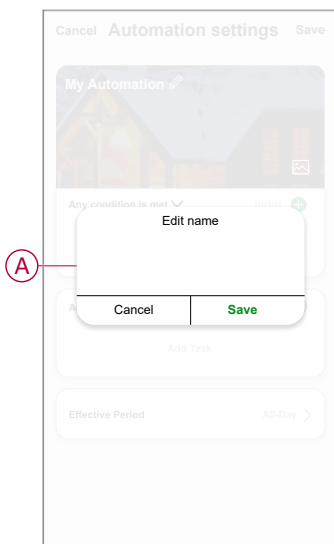 Cancel Automation settings Save
My Automation
Any condition is met
Edit name
A
Cancel Save
Add Task
Effective Period All-Day